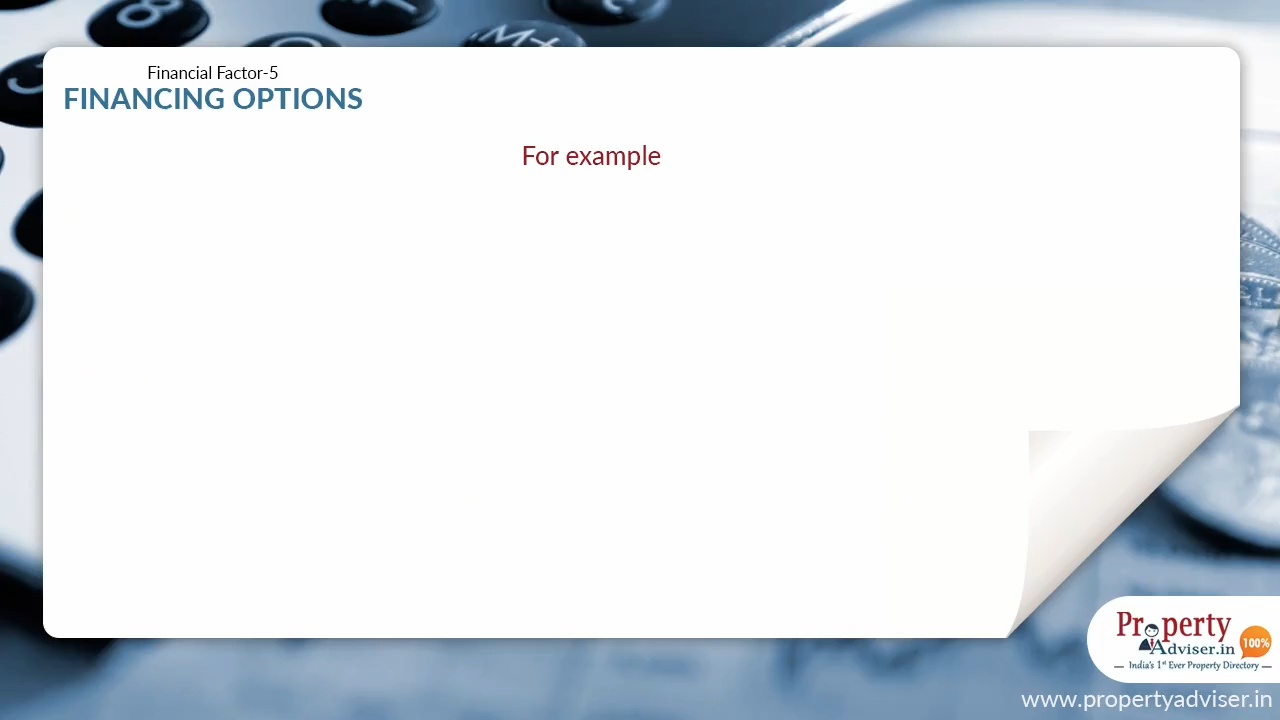 Financial Factor-5
FINANCING OPTIONS
For example
8
M+
Property
Adviser.in
100%
India's 1st Ever Property Directory
www.propertyadviser.in